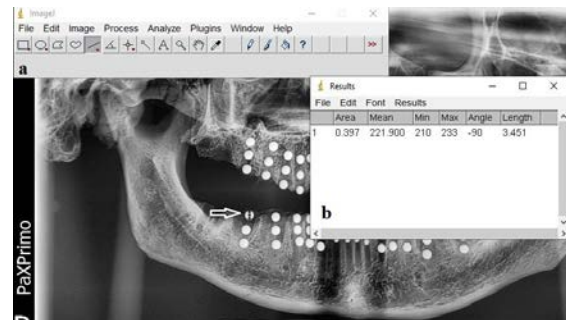 ImageJ
File Edit Image Process Analyze Plugins Window Help
A ? >>
a
Results
File Edit Font Results
Area Mean Min Max Angle Length
1 0.397 221.900 210 233 -90 3.451
b
PaXPrimo